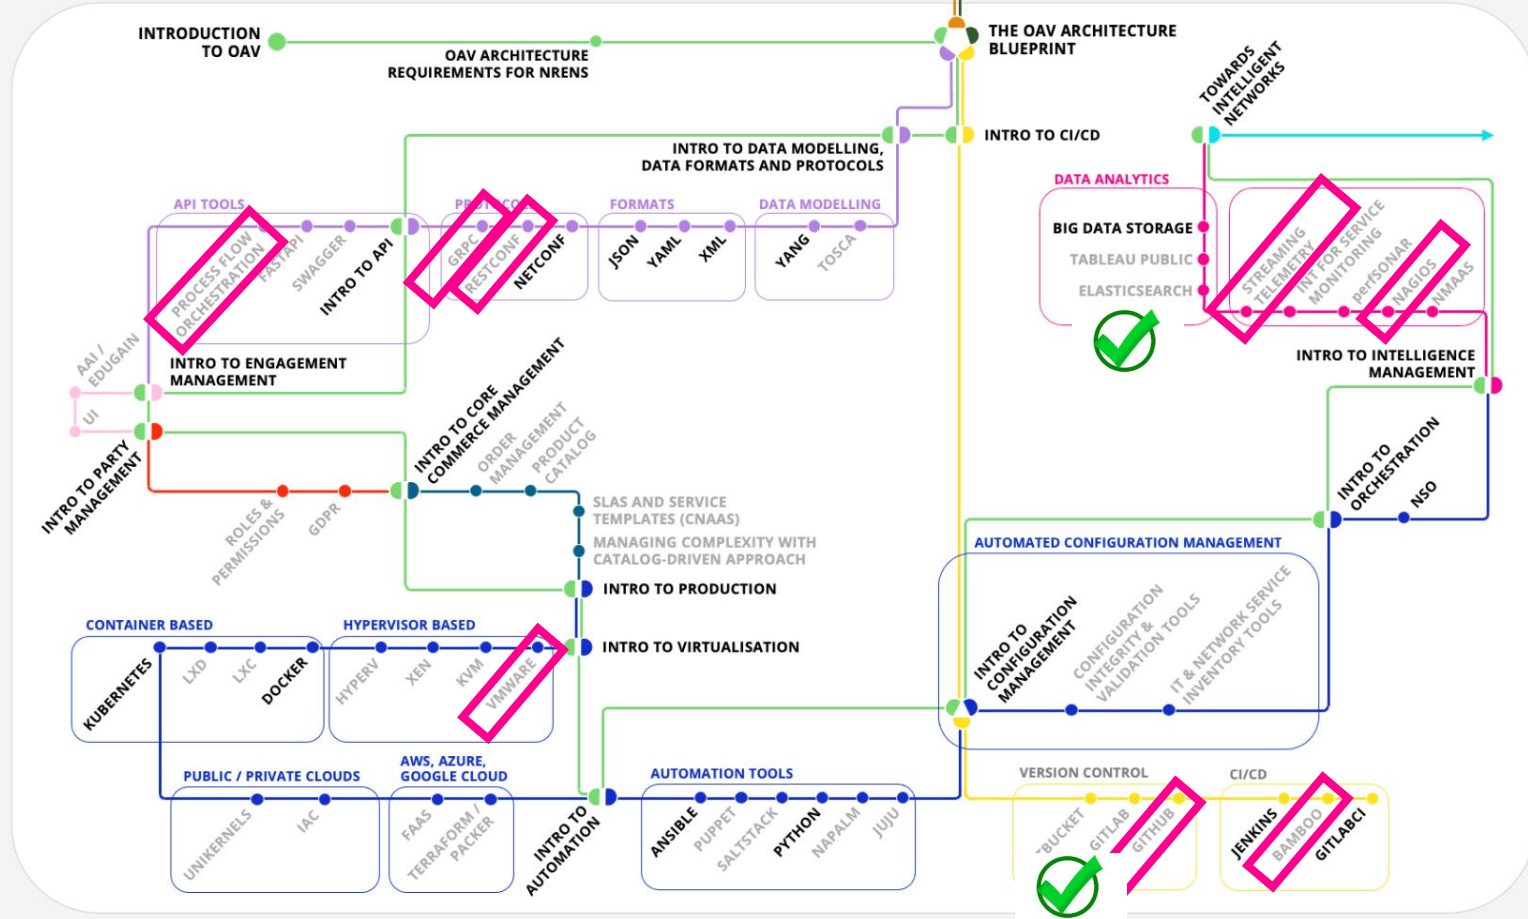 INTRODUCTION
TO OAV
OAV ARCHITECTURE
REQUIREMENTS FOR NRENS
THE OAV ARCHITECTURE
BLUEPRINT
TOWARDS
INTELLIGENT
NETWORKS
INTRO TO DATA MODELLING,
DATA FORMATS AND PROTOCOLS
INTRO TO CI/CD
API TOOLS
PROCESS FLOW
ORCHESTRATION
FASTAPI
SWAGGER
INTRO TO API
GRPC
RESTCONF
NETCONF
FORMATS
JSON
YAML
XML
DATA MODELLING
YANG
TOSCA
DATA ANALYTICS
BIG DATA STORAGE
TABLEAU PUBLIC
ELASTICSEARCH
STREAMING
TELEMETRY
INT FOR SERVICE
MONITORING
perfSONAR
NAGIOS
NMAAS
AAI /
EDUGAIN
UI
INTRO TO ENGAGEMENT
MANAGEMENT
INTRO TO INTELLIGENCE
MANAGEMENT
INTRO TO PARTY
MANAGEMENT
ROLES &
PERMISSIONS
GDPR
INTRO TO CORE
COMMERCE MANAGEMENT
ORDER
MANAGEMENT
PRODUCT
CATALOG
SLAS AND SERVICE
TEMPLATES (CNAAS)
MANAGING COMPLEXITY WITH
CATALOG-DRIVEN APPROACH
INTRO TO PRODUCTION
INTRO TO VIRTUALISATION
INTRO TO
ORCHESTRATION
NSO
AUTOMATED CONFIGURATION MANAGEMENT
INTRO TO
CONFIGURATION
MANAGEMENT
CONFIGURATION
INTEGRITY &
VALIDATION TOOLS
IT & NETWORK SERVICE
INVENTORY TOOLS
CONTAINER BASED
KUBERNETES
LXD
LXC
DOCKER
HYPERVISOR BASED
HYPERV
XEN
KVM
VMWARE
PUBLIC / PRIVATE CLOUDS
UNIKERNELS
IAC
AWS, AZURE,
GOOGLE CLOUD
FAAS
TERRAFORM /
PACKER
INTRO TO
AUTOMATION
AUTOMATION TOOLS
ANSIBLE
PUPPET
SALTSTACK
PYTHON
NAPALM
JUJU
VERSION CONTROL
GITLAB
GITHUB
CI/CD
JENKINS
BAMBOO
GITLABCI